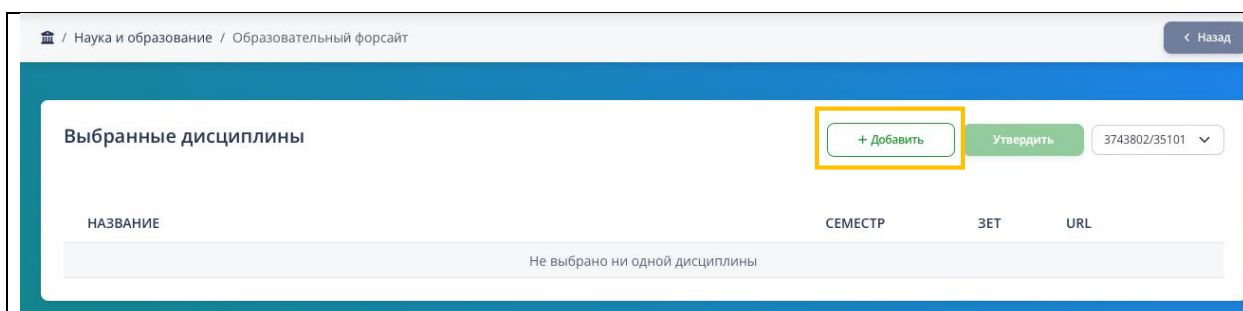 / Наука и образование / Образовательный форсайт
< Назад
Выбранные дисциплины
+ Добавить
Утвердить
3743802/35101
НАЗВАНИЕ СЕМЕСТР ЗЕТ URL
Не выбрано ни одной дисциплины